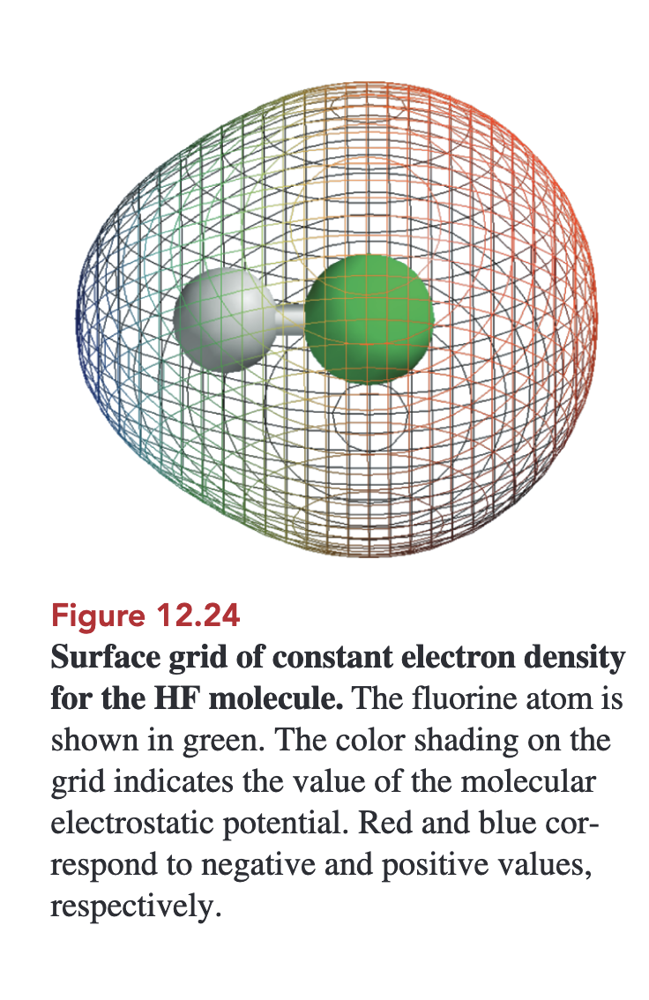 Figure 12.24
Surface grid of constant electron density
for the HF molecule. The fluorine atom is
shown in green. The color shading on the
grid indicates the value of the molecular
electrostatic potential. Red and blue cor-
respond to negative and positive values,
respectively.